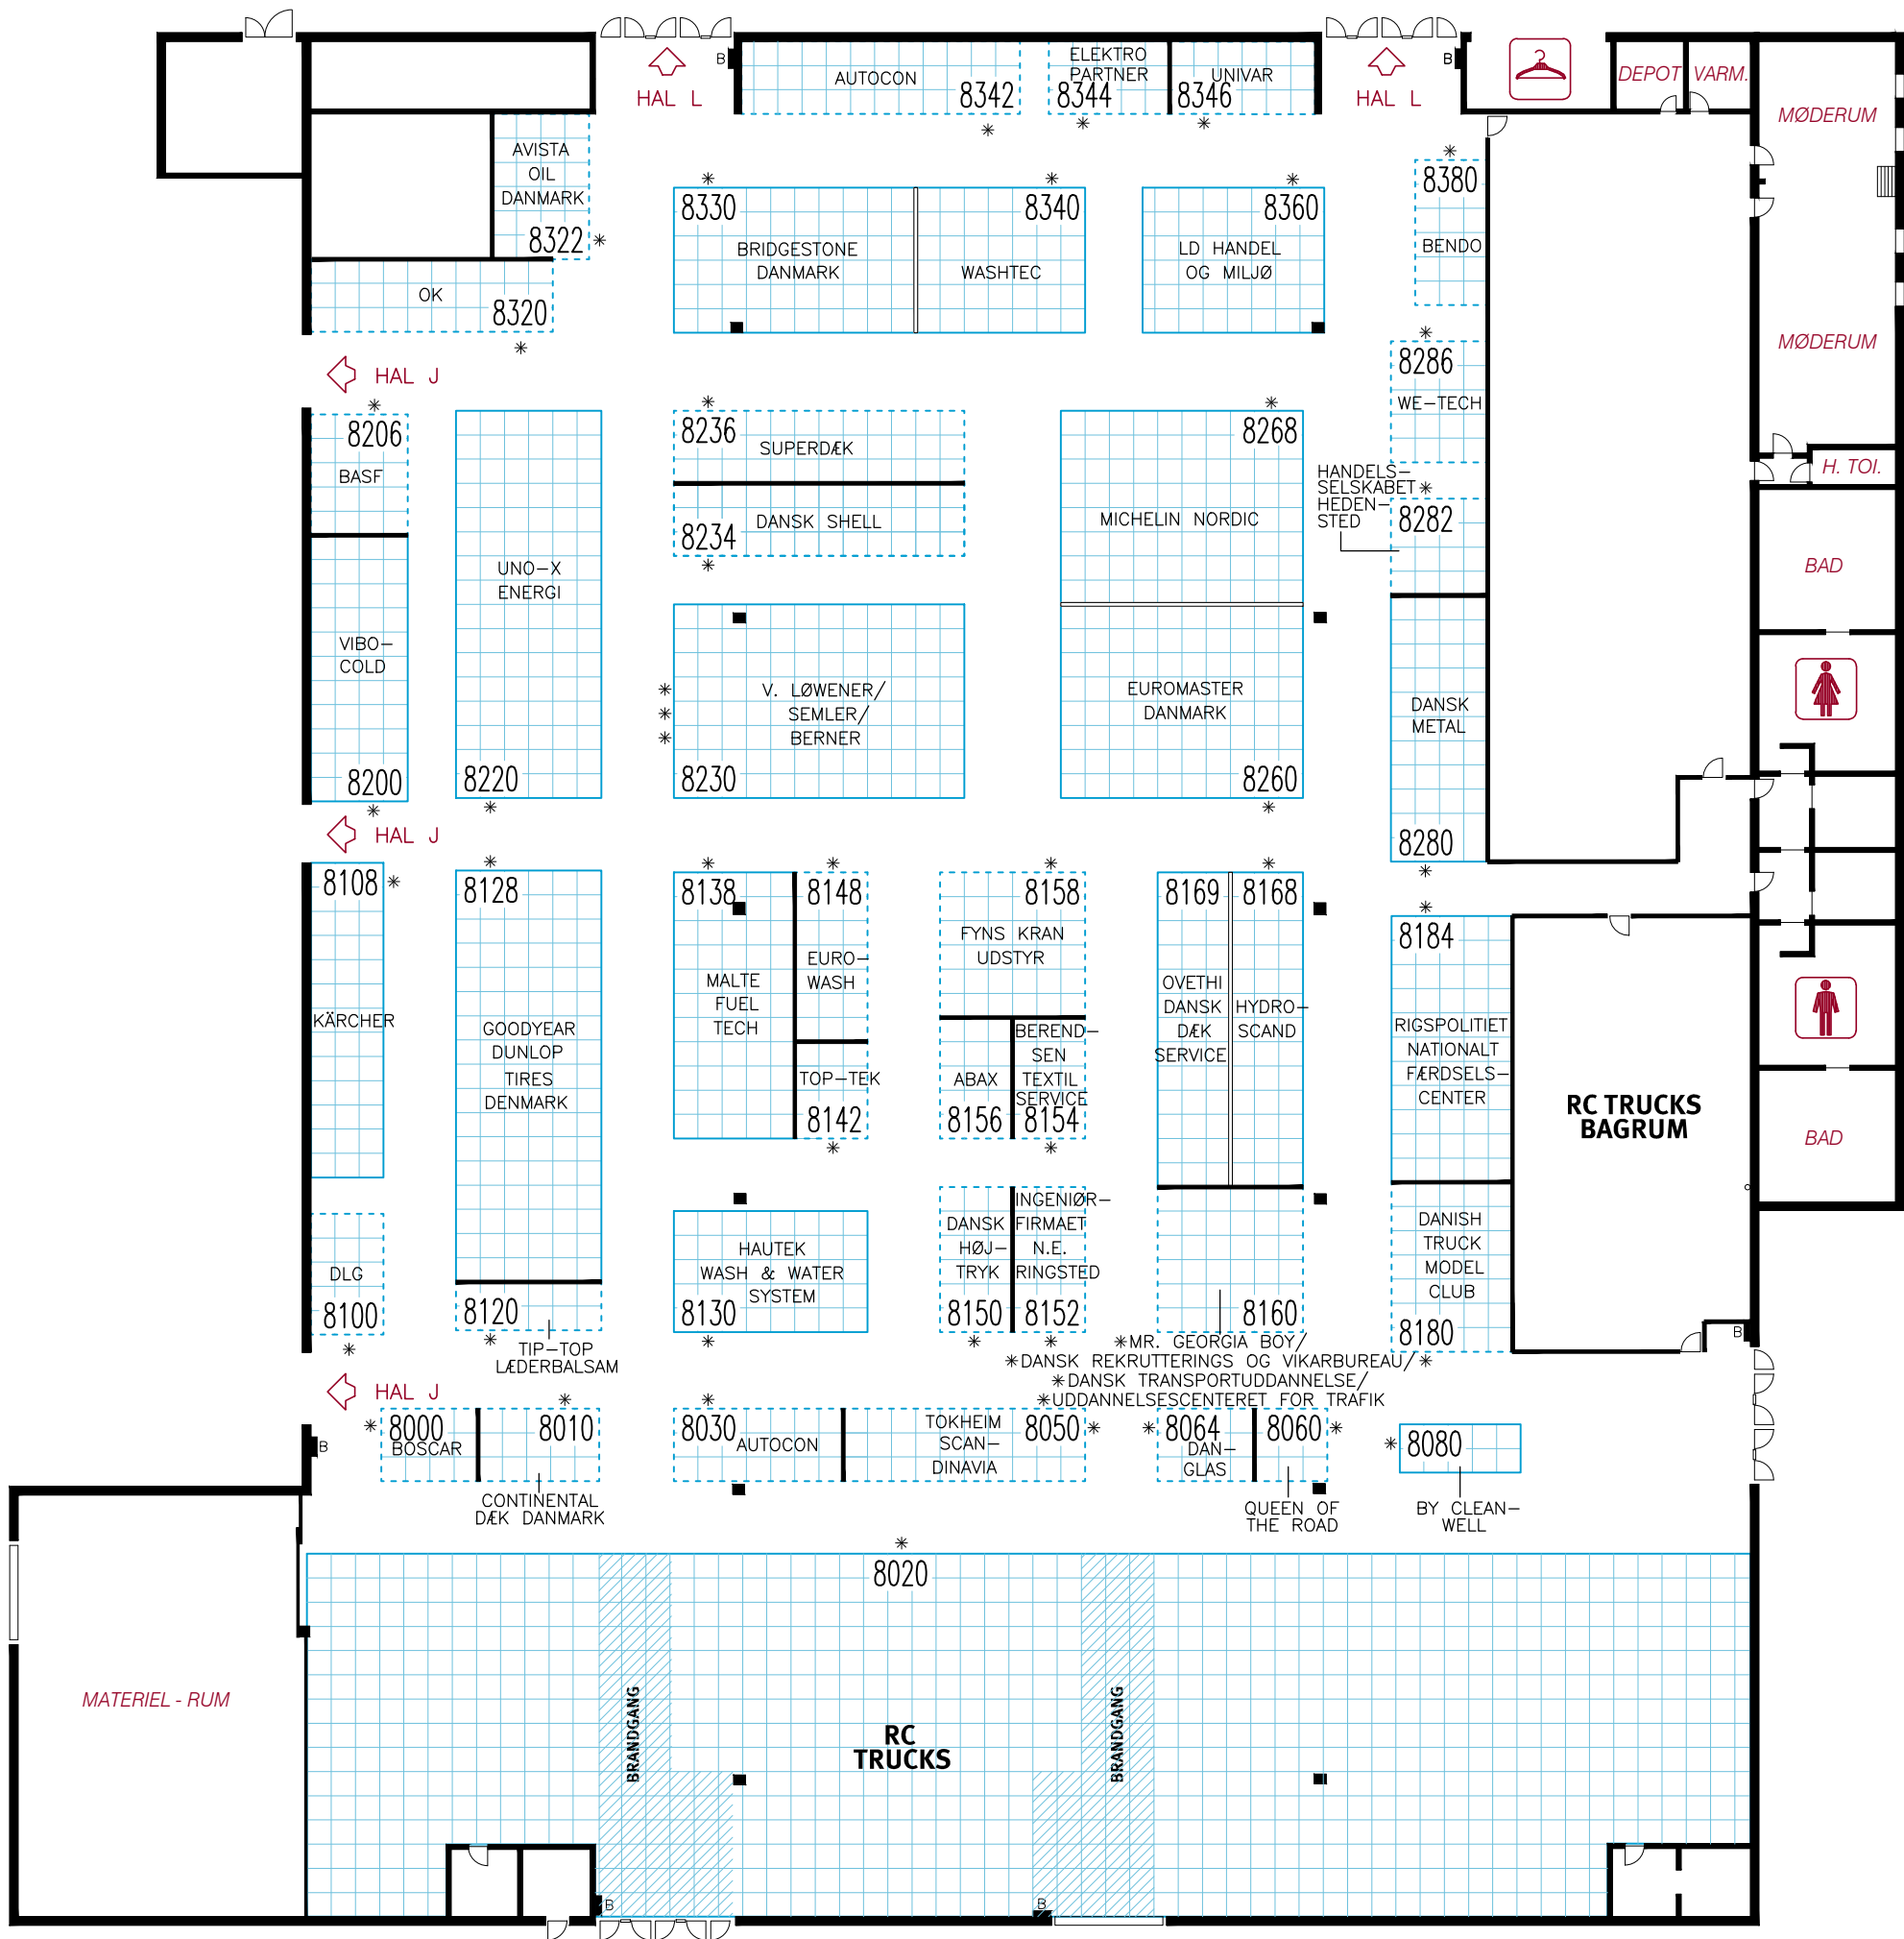 HAL L
B
AUTOCON
8342
ELEKTRO
PARTNER
8344
UNIVAR
8346
HAL L
B
DEPOT
VARM.
MØDERUM
AVISTA
OIL
DANMARK
8322
OK
8320
8330
BRIDGESTONE
DANMARK
8340
WASHTEC
8360
LD HANDEL
OG MILJØ
8380
BENDO
MØDERUM
8286
WE-TECH
HAL J
8206
BASF
VIBO-
COLD
8200
UNO-X
ENERGI
8220
8236
SUPERDÆK
DANSK SHELL
8234
V. LØWENER/
SEMLER/
BERNER
8230
8268
MICHELIN NORDIC
EUROMASTER
DANMARK
8260
HANDELS-
SELSKABET
HEDEN-
STED
8282
DANSK
METAL
8280
H. TOI.
BAD
HAL J
8108
KÄRCHER
DLG
8100
8128
GOODYEAR
DUNLOP
TIRES
DENMARK
8120
TIP-TOP
LÆDERBALSAM
8138
MALTE
FUEL
TECH
8148
EURO-
WASH
TOP-TEK
8142
HAUTEK
WASH & WATER
SYSTEM
8130
8158
FYNS KRAN
UDSTYR
ABAX
8156
BEREND-
SEN
TEXTIL
SERVICE
8154
DANSK
HØJ-
TRYK
8150
INGENIØR-
FIRMAET
N.E.
RINGSTED
8152
8169
OVETHI
DANSK
DÆK
SERVICE
8168
HYDRO-
SCAND
8160
*MR. GEORGIA BOY/
*DANSK REKRUTTERINGS OG VIKARBUREAU/*
*DANSK TRANSPORTUDDANNELSE/
*UDDANNELSESCENTERET FOR TRAFIK
8184
RIGSPOLITIET
NATIONALT
FÆRDSELS-
CENTER
DANISH
TRUCK
MODEL
CLUB
8180
RC TRUCKS
BAGRUM
B
BAD
HAL J
B
8000
BOSCAR
8010
CONTINENTAL
DÆK DANMARK
8030
AUTOCON
TOKHEIM
SCAN-
DINAVIA
8050
8064
DAN-
GLAS
8060
QUEEN OF
THE ROAD
8080
BY CLEAN-
WELL
8020
MATERIEL - RUM
BRANDGANG
RC
TRUCKS
BRANDGANG
B
B